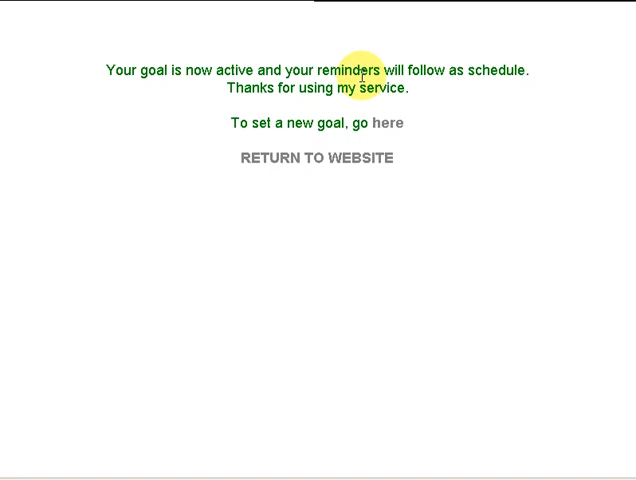 Your goal is now active and your reminders will follow as schedule.
Thanks for using my service.
To set a new goal, go here
RETURN TO WEBSITE